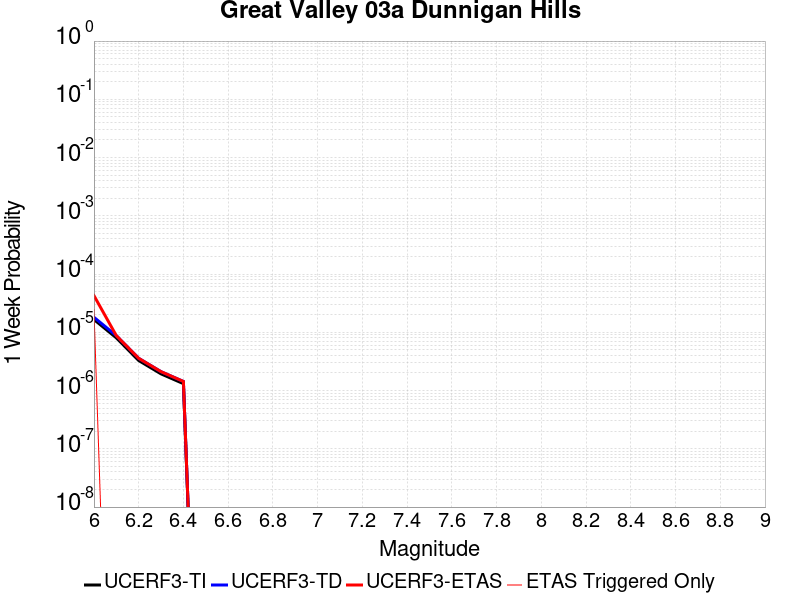 Great Valley 03a Dunnigan Hills
10^0
10^-1
10^-2
10^-3
10^-4
10^-5
10^-6
10^-7
10^-8
1 Week Probability
6 6.2 6.4 6.6 6.8 7 7.2 7.4 7.6 7.8 8 8.2 8.4 8.6 8.8 9
Magnitude
UCERF3-TI UCERF3-TD UCERF3-ETAS ETAS Triggered Only